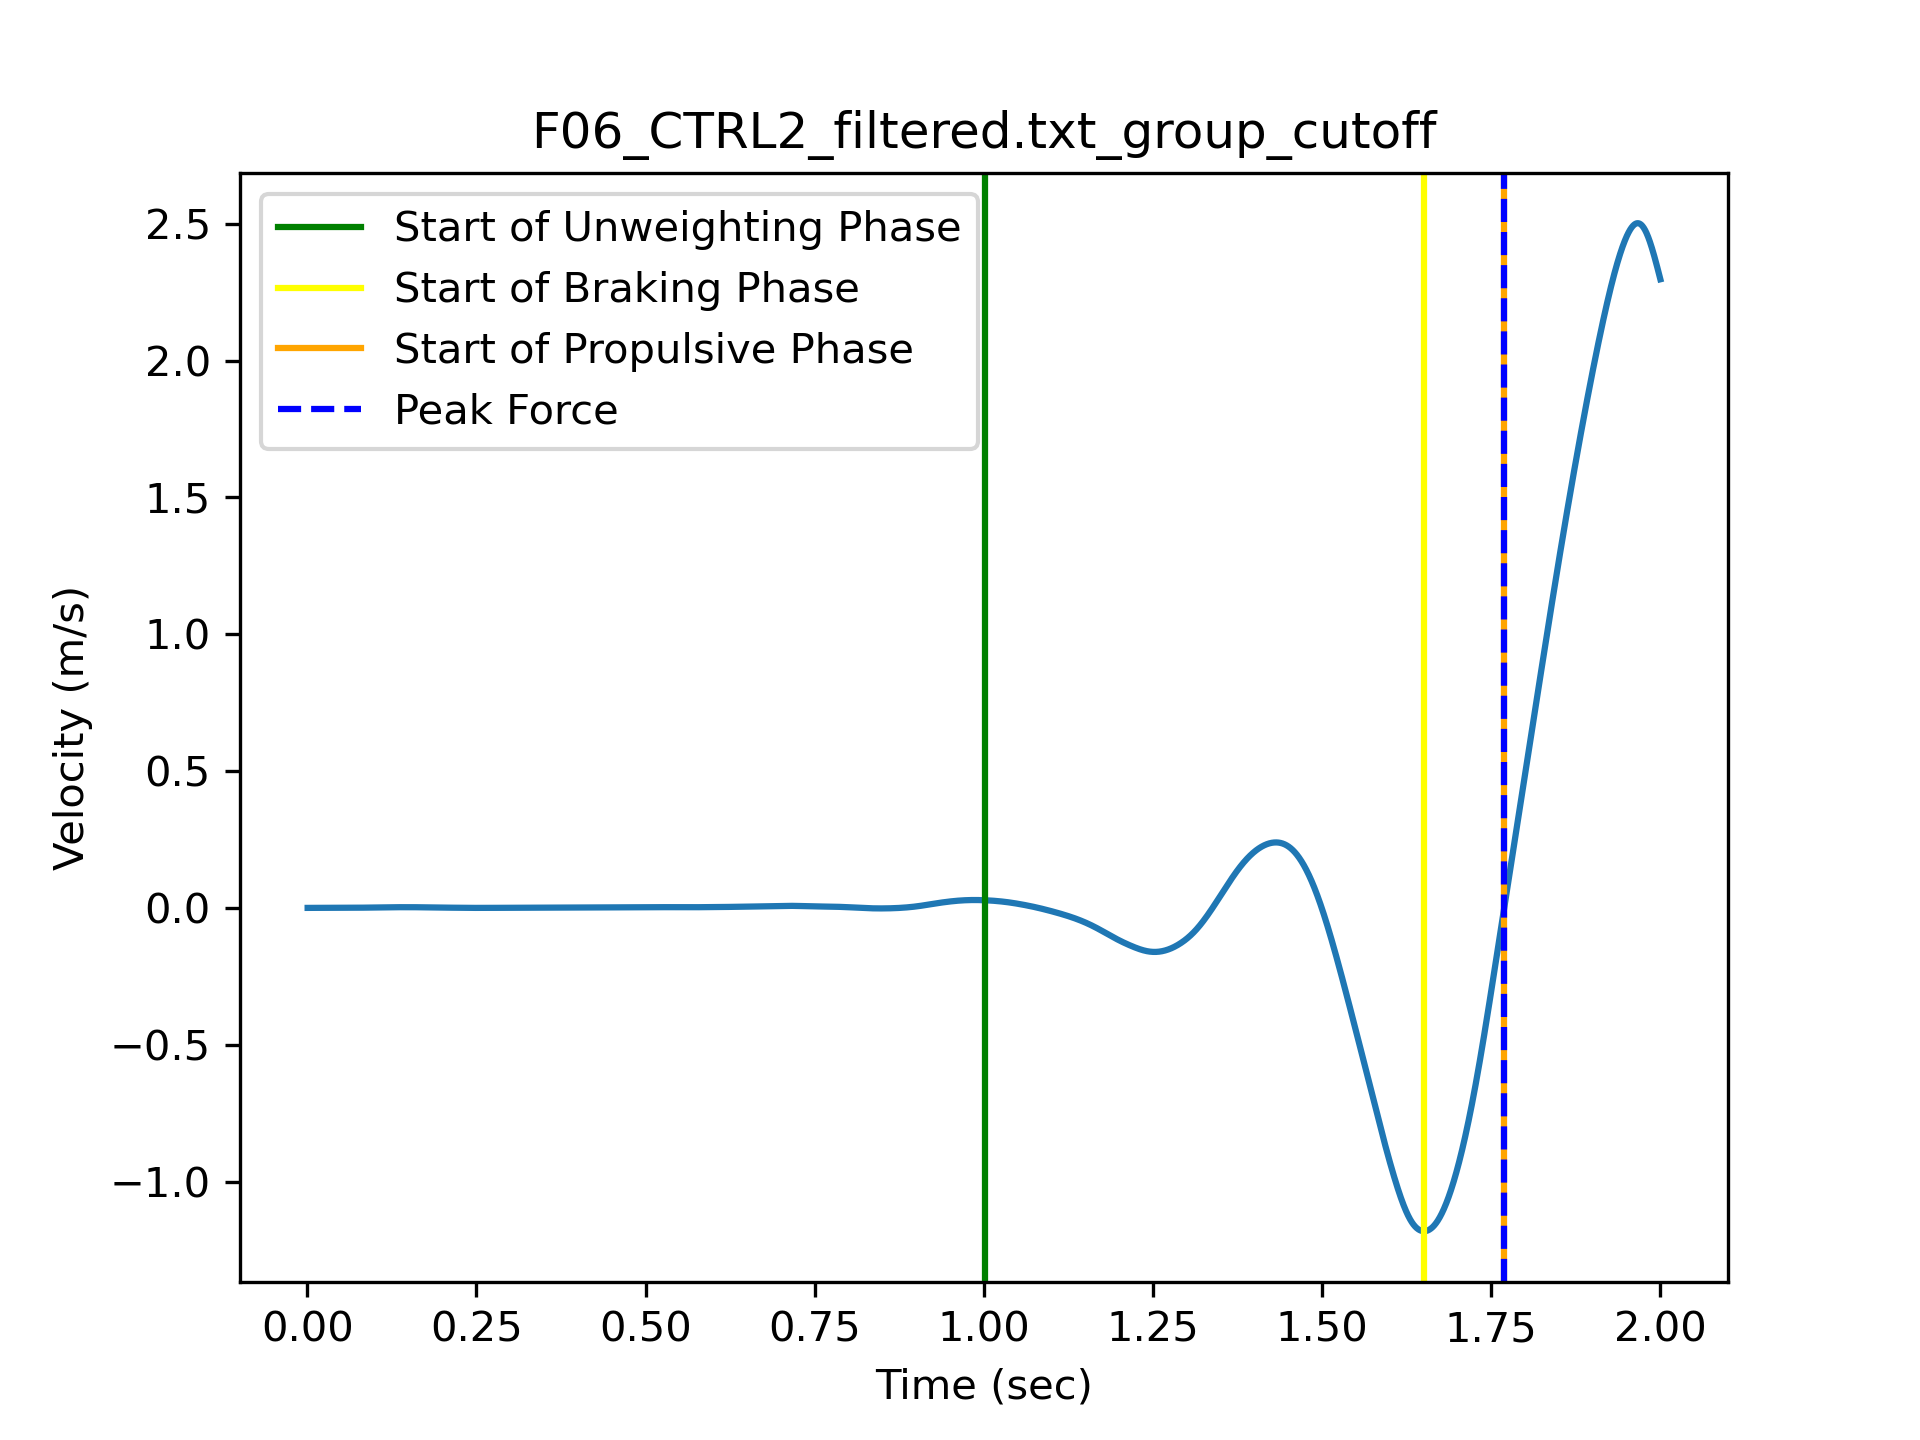 F06_CTRL2_filtered.txt_group_cutoff
Start of Unweighting Phase
Start of Braking Phase
Start of Propulsive Phase
Peak Force
2.5
2.0
1.5
1.0
0.5
0.0
−0.5
−1.0
Velocity (m/s)
0.00 0.25 0.50 0.75 1.00 1.25 1.50 1.75 2.00
Time (sec)